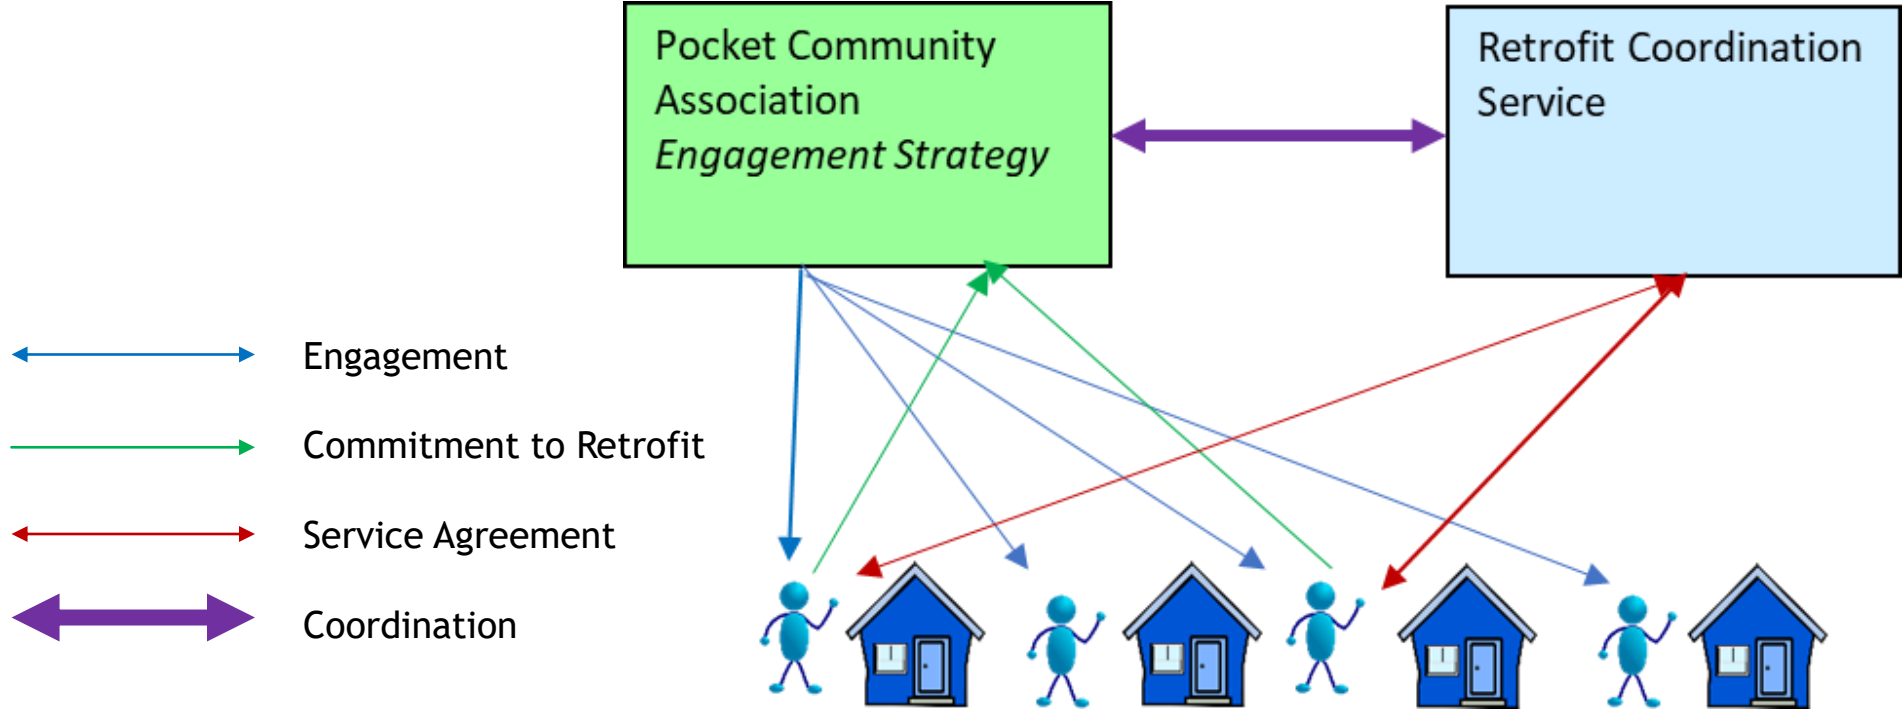 Pocket Community
Association
Engagement Strategy
Retrofit Coordination
Service
Engagement
Commitment to Retrofit
Service Agreement
Coordination